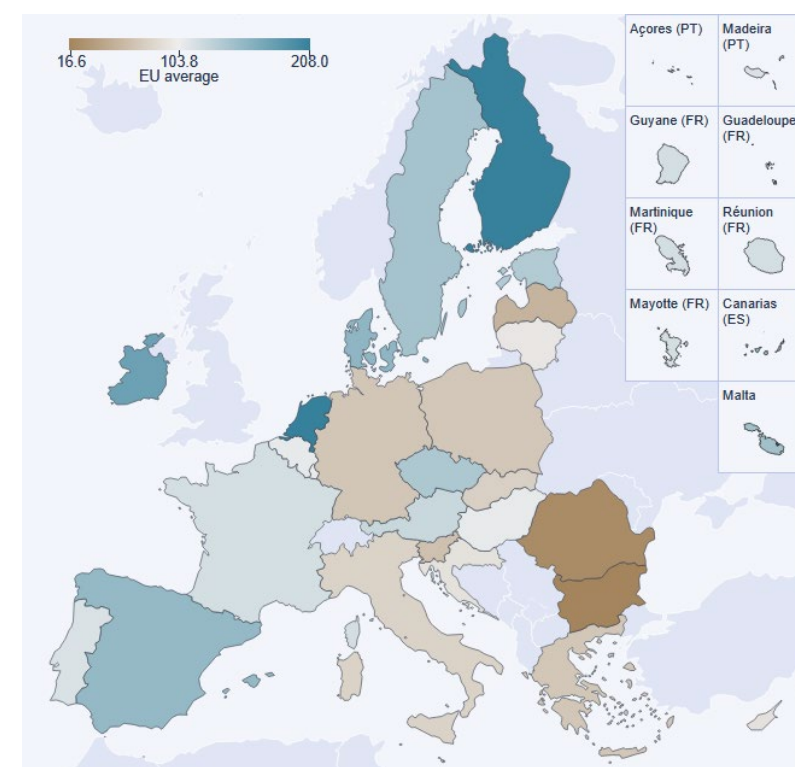 16.6
103.8
208.0
EU average
Açores (PT)
Madeira
(PT)
Guyane (FR)
Guadeloupe
(FR)
Martinique
(FR)
Réunion
(FR)
Mayotte (FR)
Canarias
(ES)
Malta